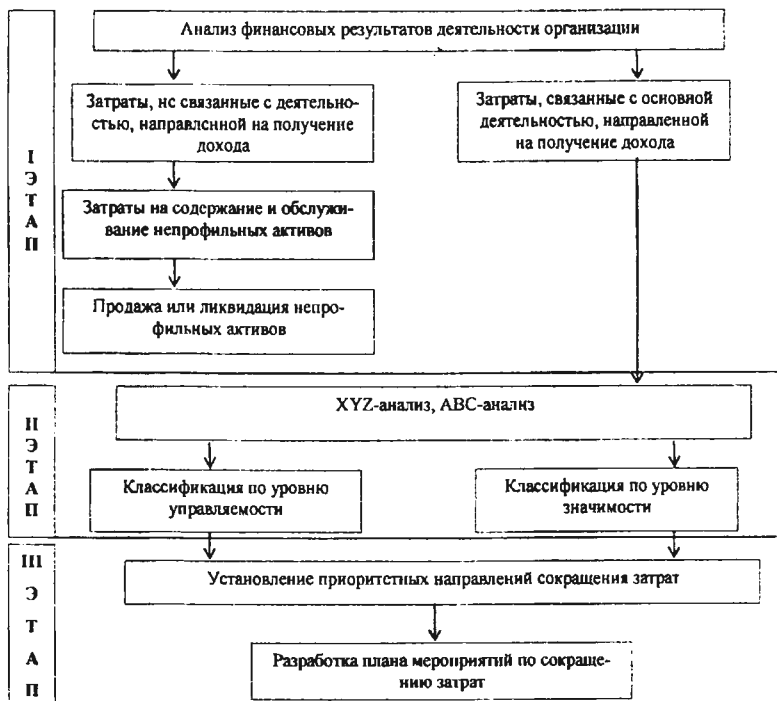 Анализ финансовых результатов деятельности организации
Затраты, не связанные с деятельно-
стью, направленной на получение
дохода
Затраты, связанные с основной
деятельностью, направленной
на получение дохода
I
Э
Т
А
П
Затраты на содержание и обслужи-
вание непрофильных активов
Продажа или ликвидация непро-
фильных активов
XYZ-анализ, АВС-анализ
II
Э
Т
А
П
Классификация по уровню
управляемости
Классификация по уровню
значимости
III
Э
Т
А
П
Установление приоритетных направлений сокращения затрат
Разработка плана мероприятий по сокраще-
нию затрат